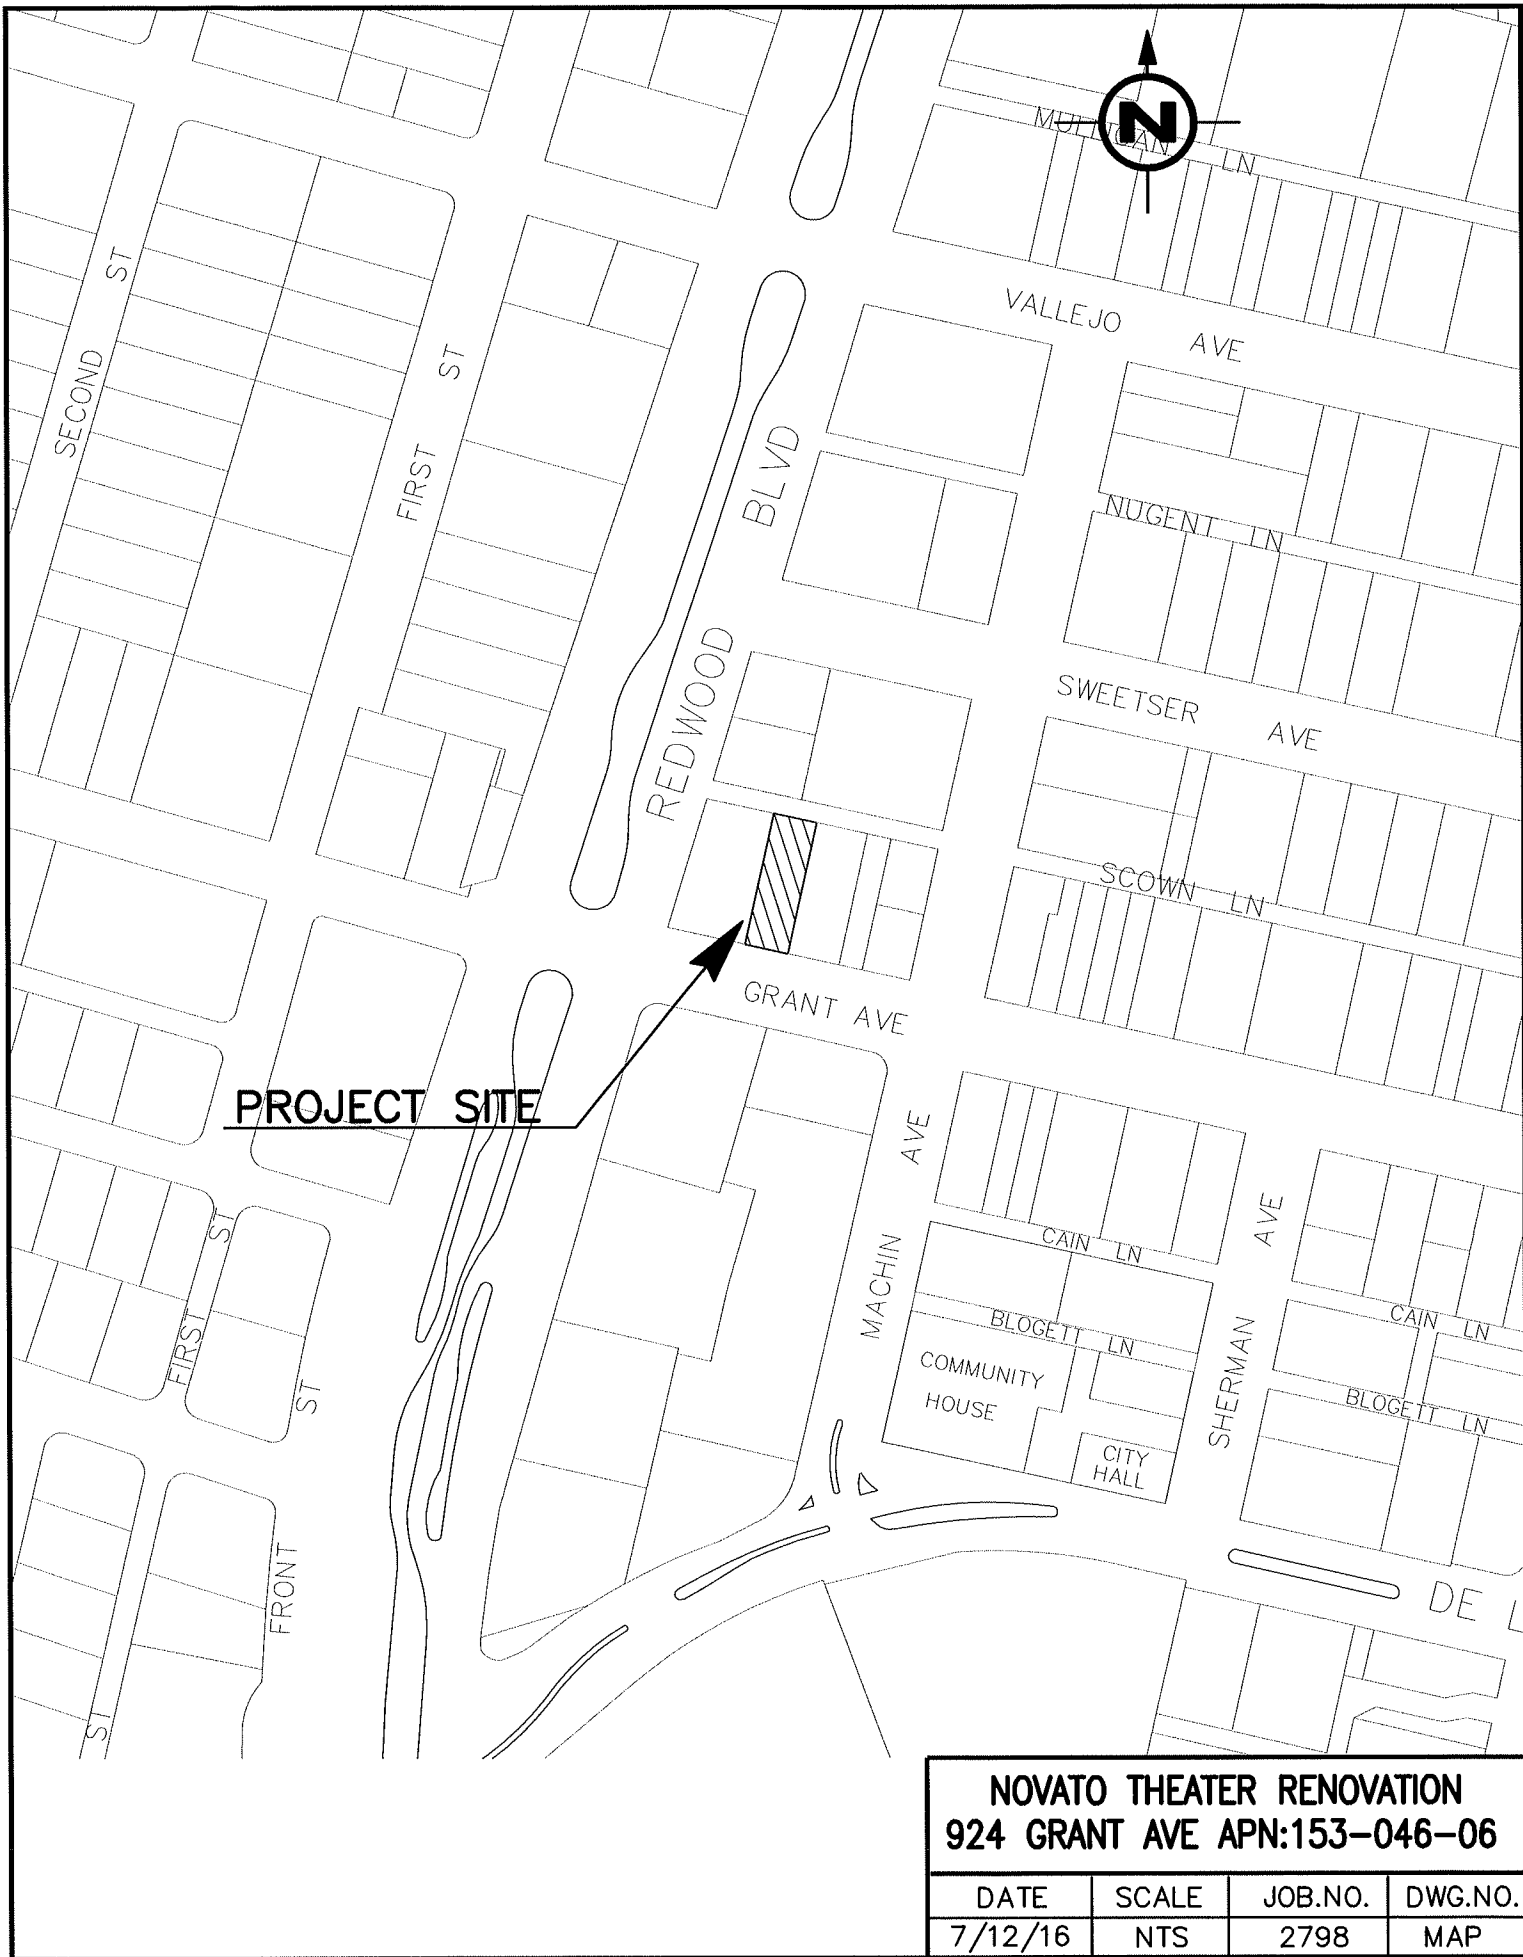 N
MULLIGAN LN
VALLEJO AVE
SECOND ST
FIRST ST
REDWOOD BLVD
NUGENT LN
SWEETSER AVE
SCOWN LN
GRANT AVE
PROJECT SITE
MACHIN AVE
SHERMAN AVE
CAIN LN
BLOGETT LN
COMMUNITY
HOUSE
CITY
HALL
CAIN LN
BLOGETT LN
FIRST ST
FRONT ST
ST
DE L
NOVATO THEATER RENOVATION
924 GRANT AVE APN:153-046-06
DATE SCALE JOB.NO. DWG.NO.
7/12/16 NTS 2798 MAP